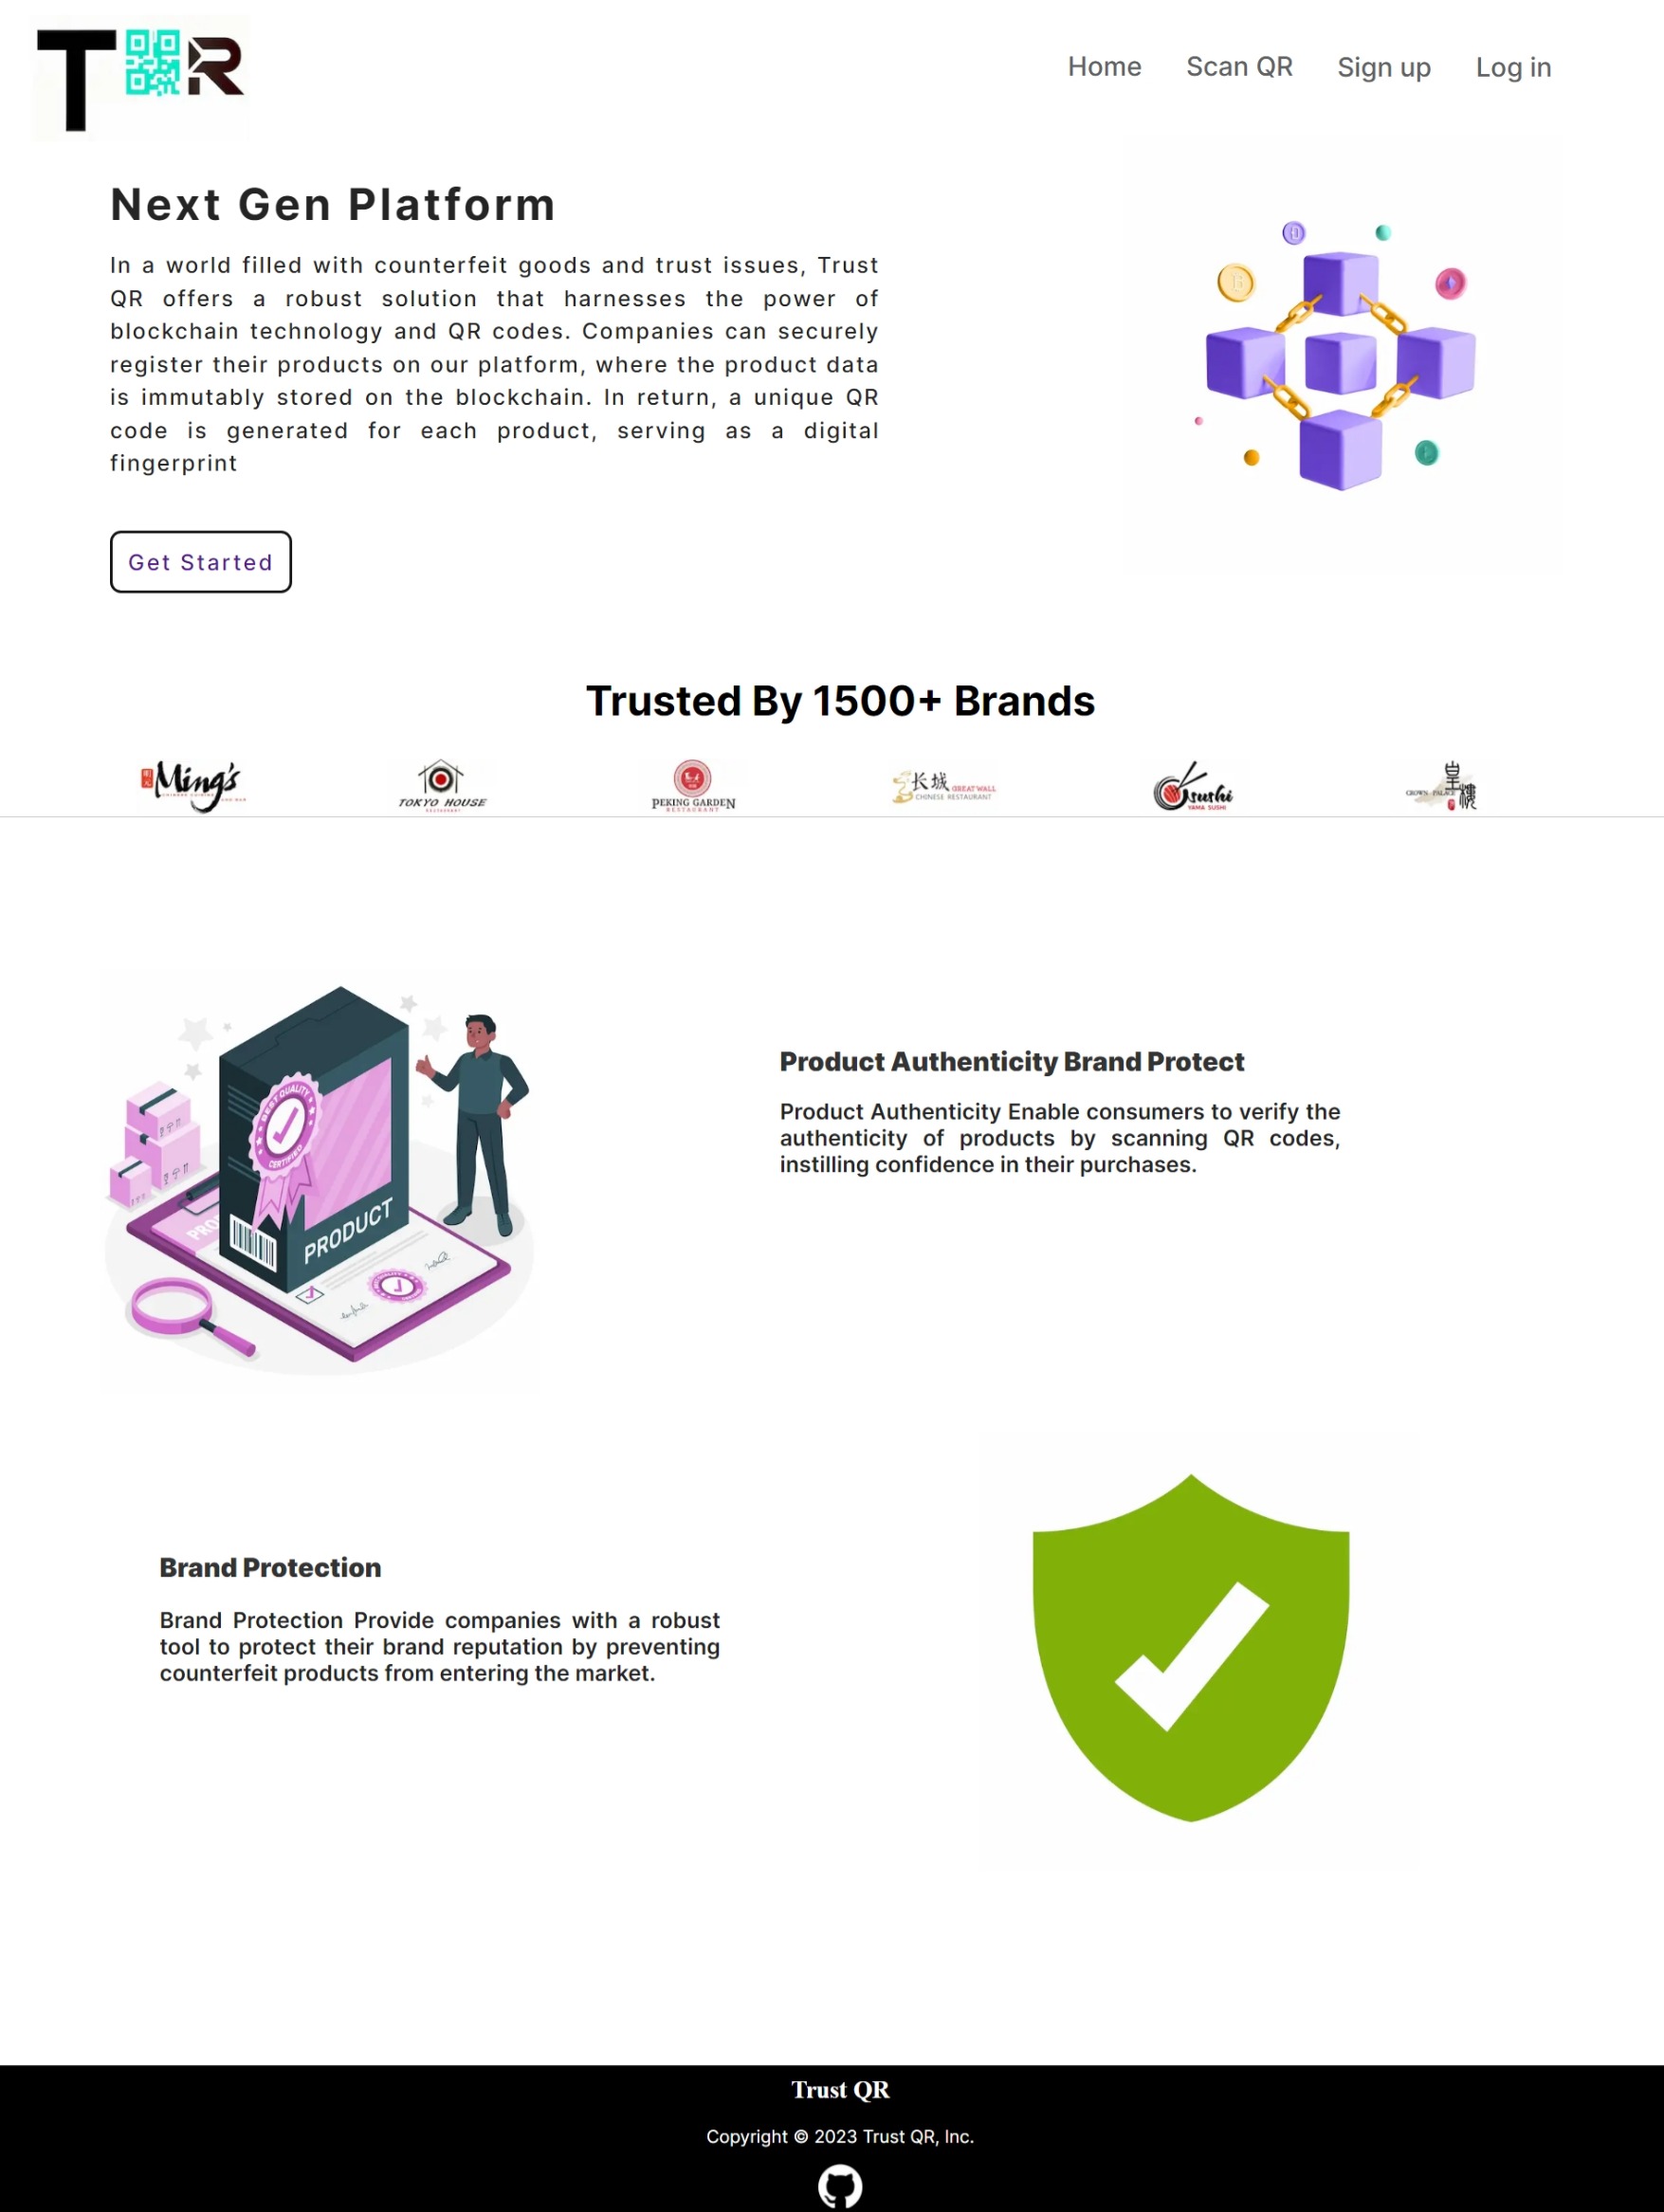 T R
Home Scan QR Sign up Log in
Next Gen Platform
In a world filled with counterfeit goods and trust issues, Trust
QR offers a robust solution that harnesses the power of
blockchain technology and QR codes. Companies can securely
register their products on our platform, where the product data
is immutably stored on the blockchain. In return, a unique QR
code is generated for each product, serving as a digital
fingerprint
Get Started
Trusted By 1500+ Brands
Ming's
TOKYO HOUSE
RESTAURANT
PEKING GARDEN
RESTAURANT
长城 GREAT WALL
CHINESE RESTAURANT
sushi
YAMA SUSHI
皇
CROWN PALACE
樓
BEST QUALITY
CERTIFIED
PRODUCT
PRO
Product Authenticity Brand Protect
Product Authenticity Enable consumers to verify the
authenticity of products by scanning QR codes,
instilling confidence in their purchases.
Brand Protection
Brand Protection Provide companies with a robust
tool to protect their brand reputation by preventing
counterfeit products from entering the market.
Trust QR
Copyright © 2023 Trust QR, Inc.